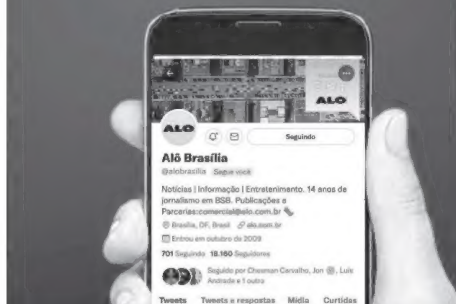 ALO
ALO
Seguindo
Alô Brasília
@alobrasilia Segue você
Notícias | Informação | Entretenimento. 14 anos de
jornalismo em BSB. Publicações e
Parcerias:comercial@alo.com.br
Brasília, DF, Brasil alo.com.br
Entrou em outubro de 2009
701 Seguindo 18.160 Seguidores
Seguido por Chesman Carvalho, Jon, Luis
Andrade e 1 outro
Tweets Tweets e respostas Mídia Curtidas